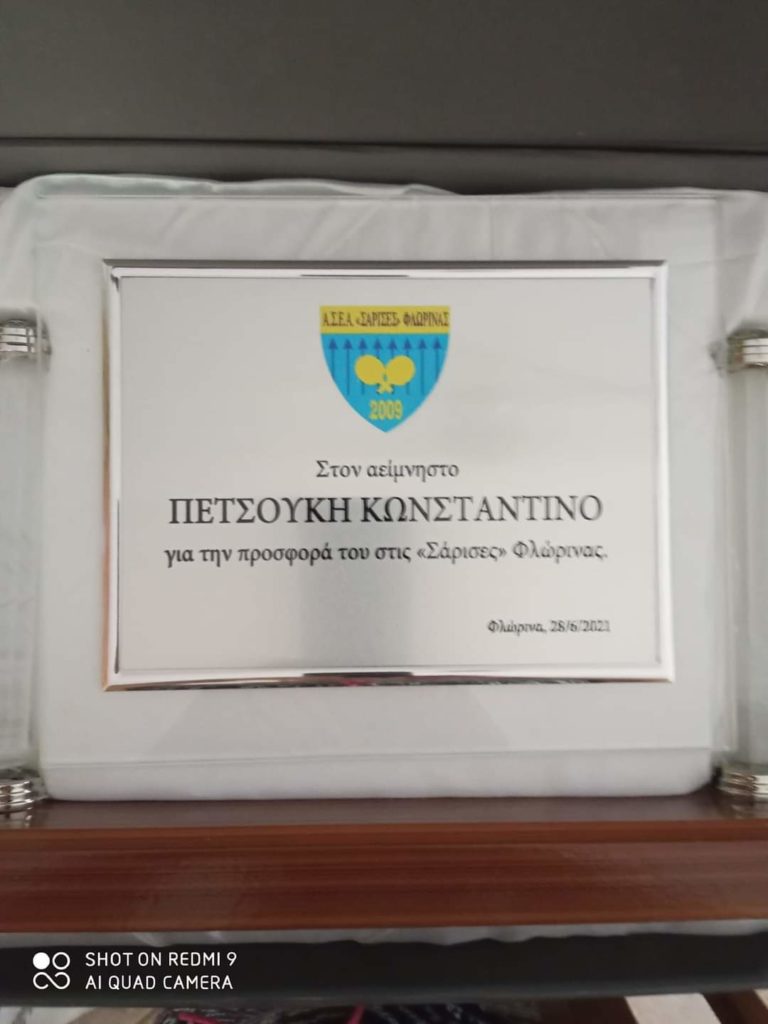 Α.Σ.Ε.Α. «ΣΑΡΙΣΕΣ» ΦΛΩΡΙΝΑΣ
2009
Στον αείμνηστο
ΠΕΤΣΟΥΚΗ ΚΩΝΣΤΑΝΤΙΝΟ
για την προσφορά του στις «Σάρισες» Φλώρινας.
Φλώρινα, 28/6/2021
SHOT ON REDMI 9
AI QUAD CAMERA